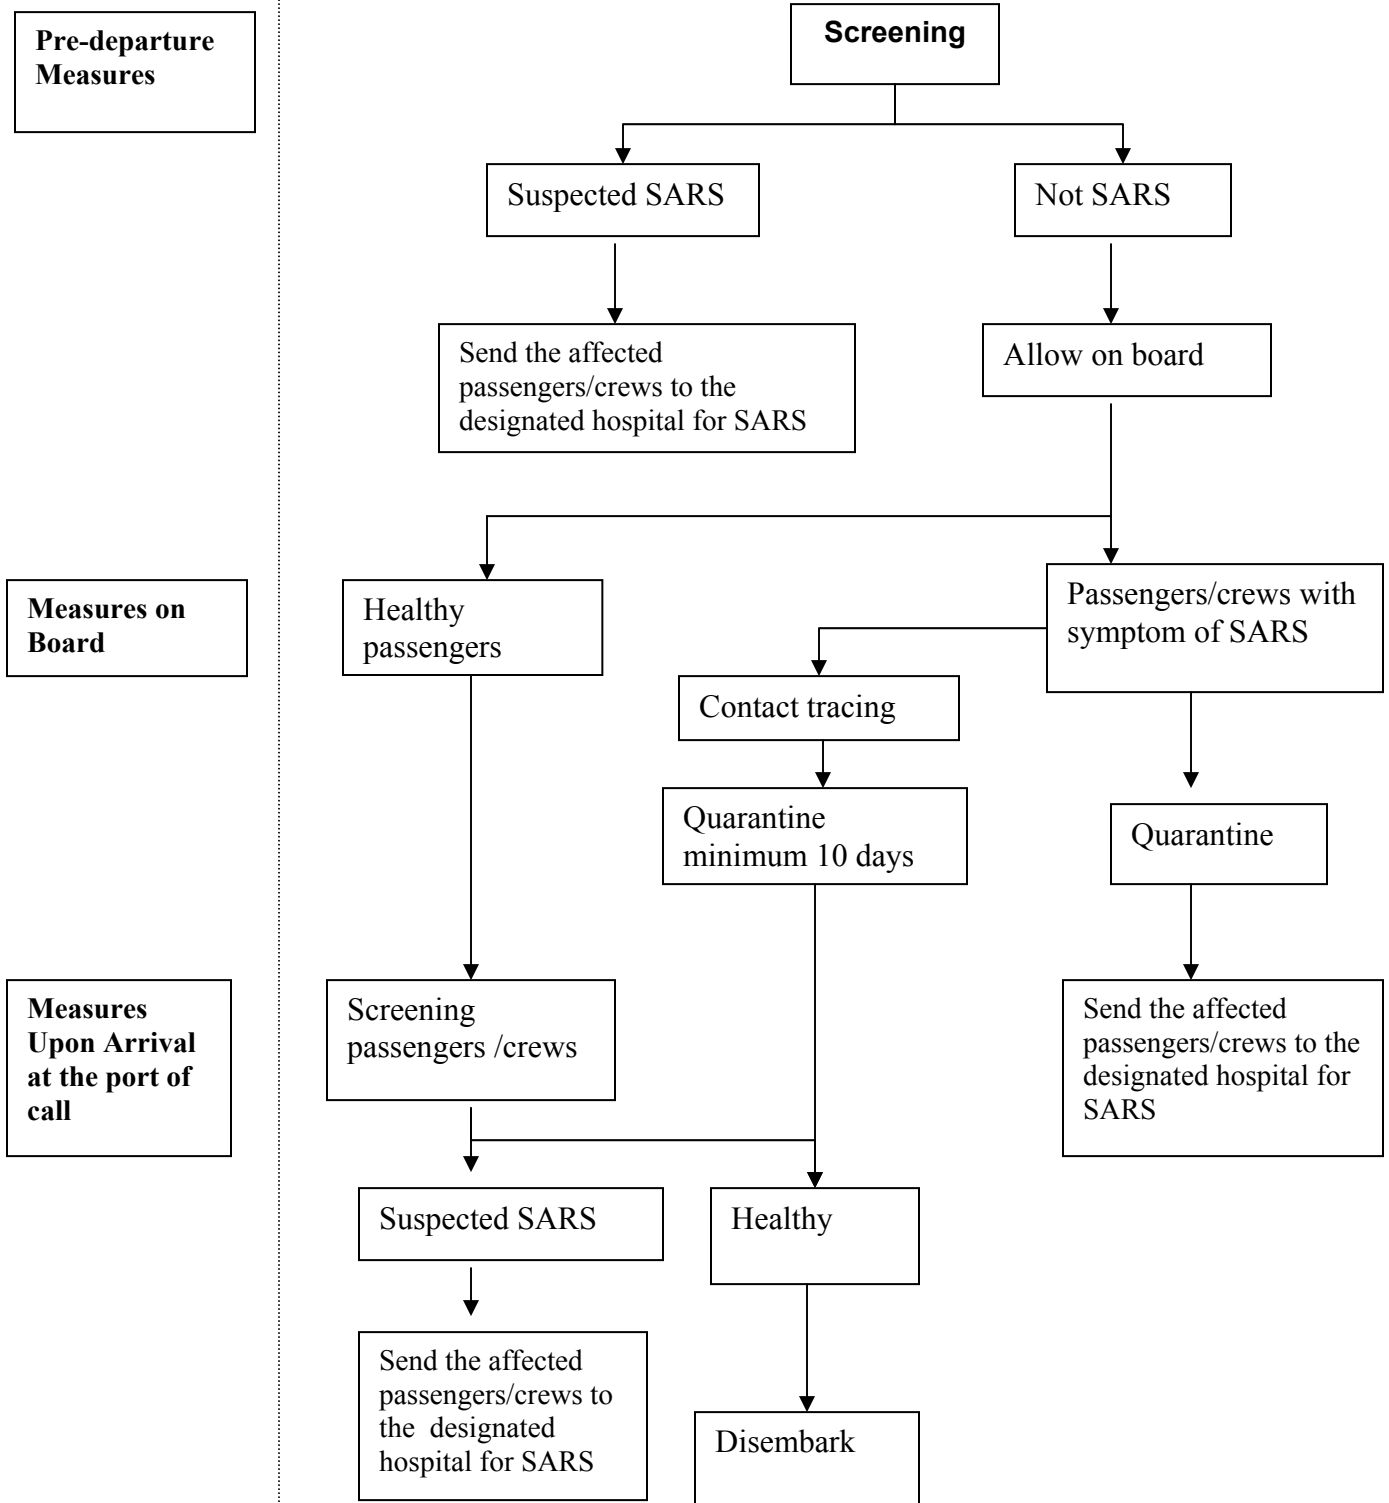 Pre-departure
Measures
Screening
Suspected SARS
Not SARS
Send the affected
passengers/crews to the
designated hospital for SARS
Allow on board
Measures on
Board
Healthy
passengers
Passengers/crews with
symptom of SARS
Contact tracing
Quarantine
minimum 10 days
Quarantine
Measures
Upon Arrival
at the port of
call
Screening
passengers /crews
Send the affected
passengers/crews to the
designated hospital for
SARS
Suspected SARS
Healthy
Send the affected
passengers/crews to
the designated
hospital for SARS
Disembark